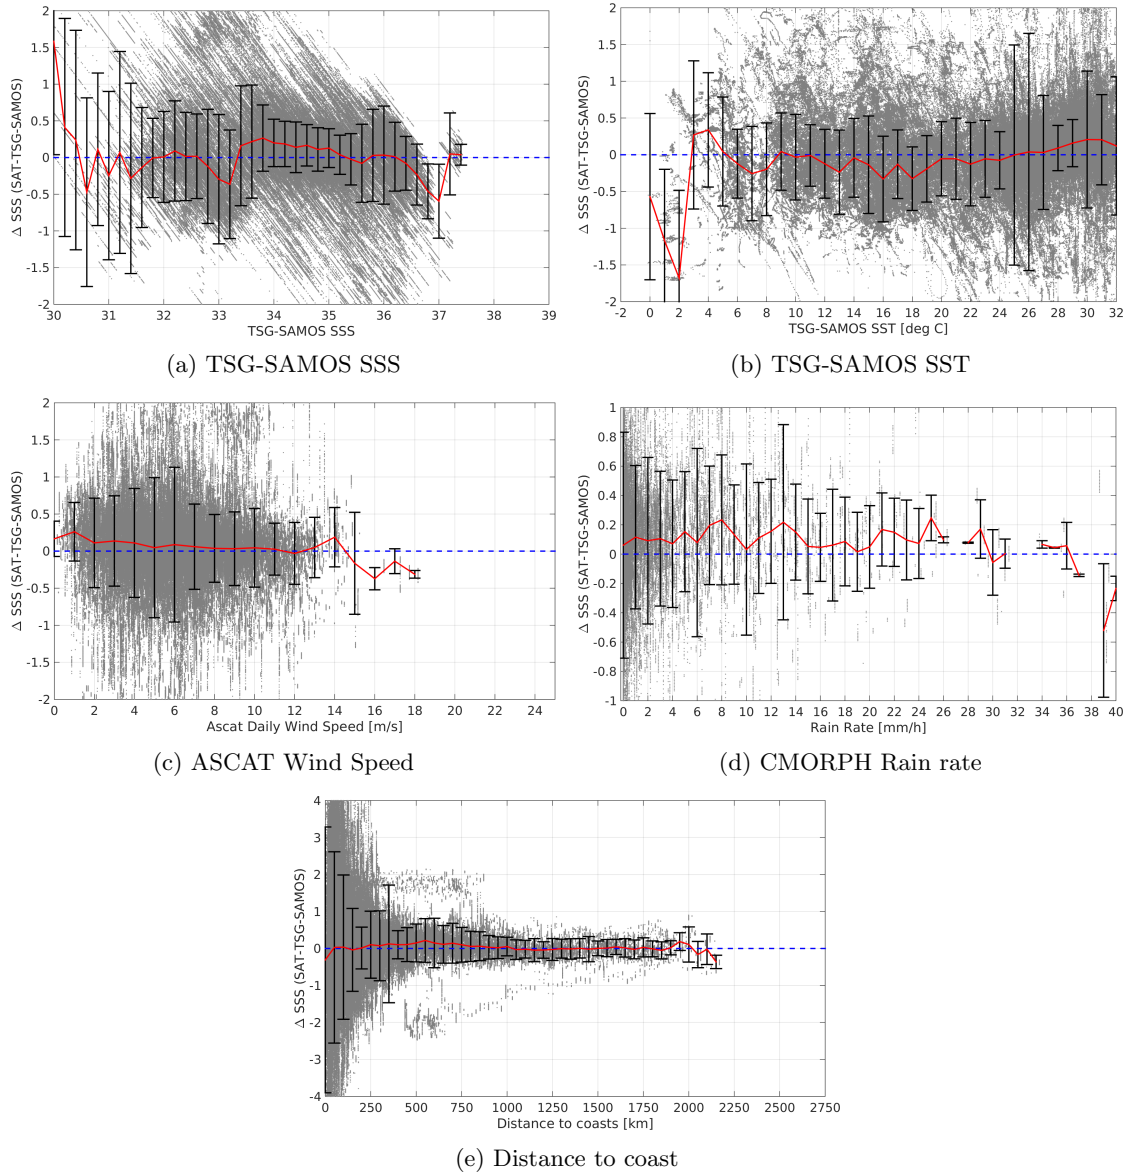 Δ SSS (SAT-TSG-SAMOS)
2
1.5
1
0.5
0
-0.5
-1
-1.5
-2
30 31 32 33 34 35 36 37 38 39
TSG-SAMOS SSS
(a) TSG-SAMOS SSS
Δ SSS (SAT-TSG-SAMOS)
2
1.5
1
0.5
0
-0.5
-1
-1.5
-2
-2 0 2 4 6 8 10 12 14 16 18 20 22 24 26 28 30 32
TSG-SAMOS SST [deg C]
(b) TSG-SAMOS SST
Δ SSS (SAT-TSG-SAMOS)
2
1.5
1
0.5
0
-0.5
-1
-1.5
-2
0 2 4 6 8 10 12 14 16 18 20 22 24
Ascat Daily Wind Speed [m/s]
(c) ASCAT Wind Speed
Δ SSS (SAT-TSG-SAMOS)
1
0.8
0.6
0.4
0.2
0
-0.2
-0.4
-0.6
-0.8
-1
0 2 4 6 8 10 12 14 16 18 20 22 24 26 28 30 32 34 36 38 40
Rain Rate [mm/h]
(d) CMORPH Rain rate
Δ SSS (SAT-TSG-SAMOS)
4
3
2
1
0
-1
-2
-3
-4
0 250 500 750 1000 1250 1500 1750 2000 2250 2500 2750
Distance to coasts [km]
(e) Distance to coast